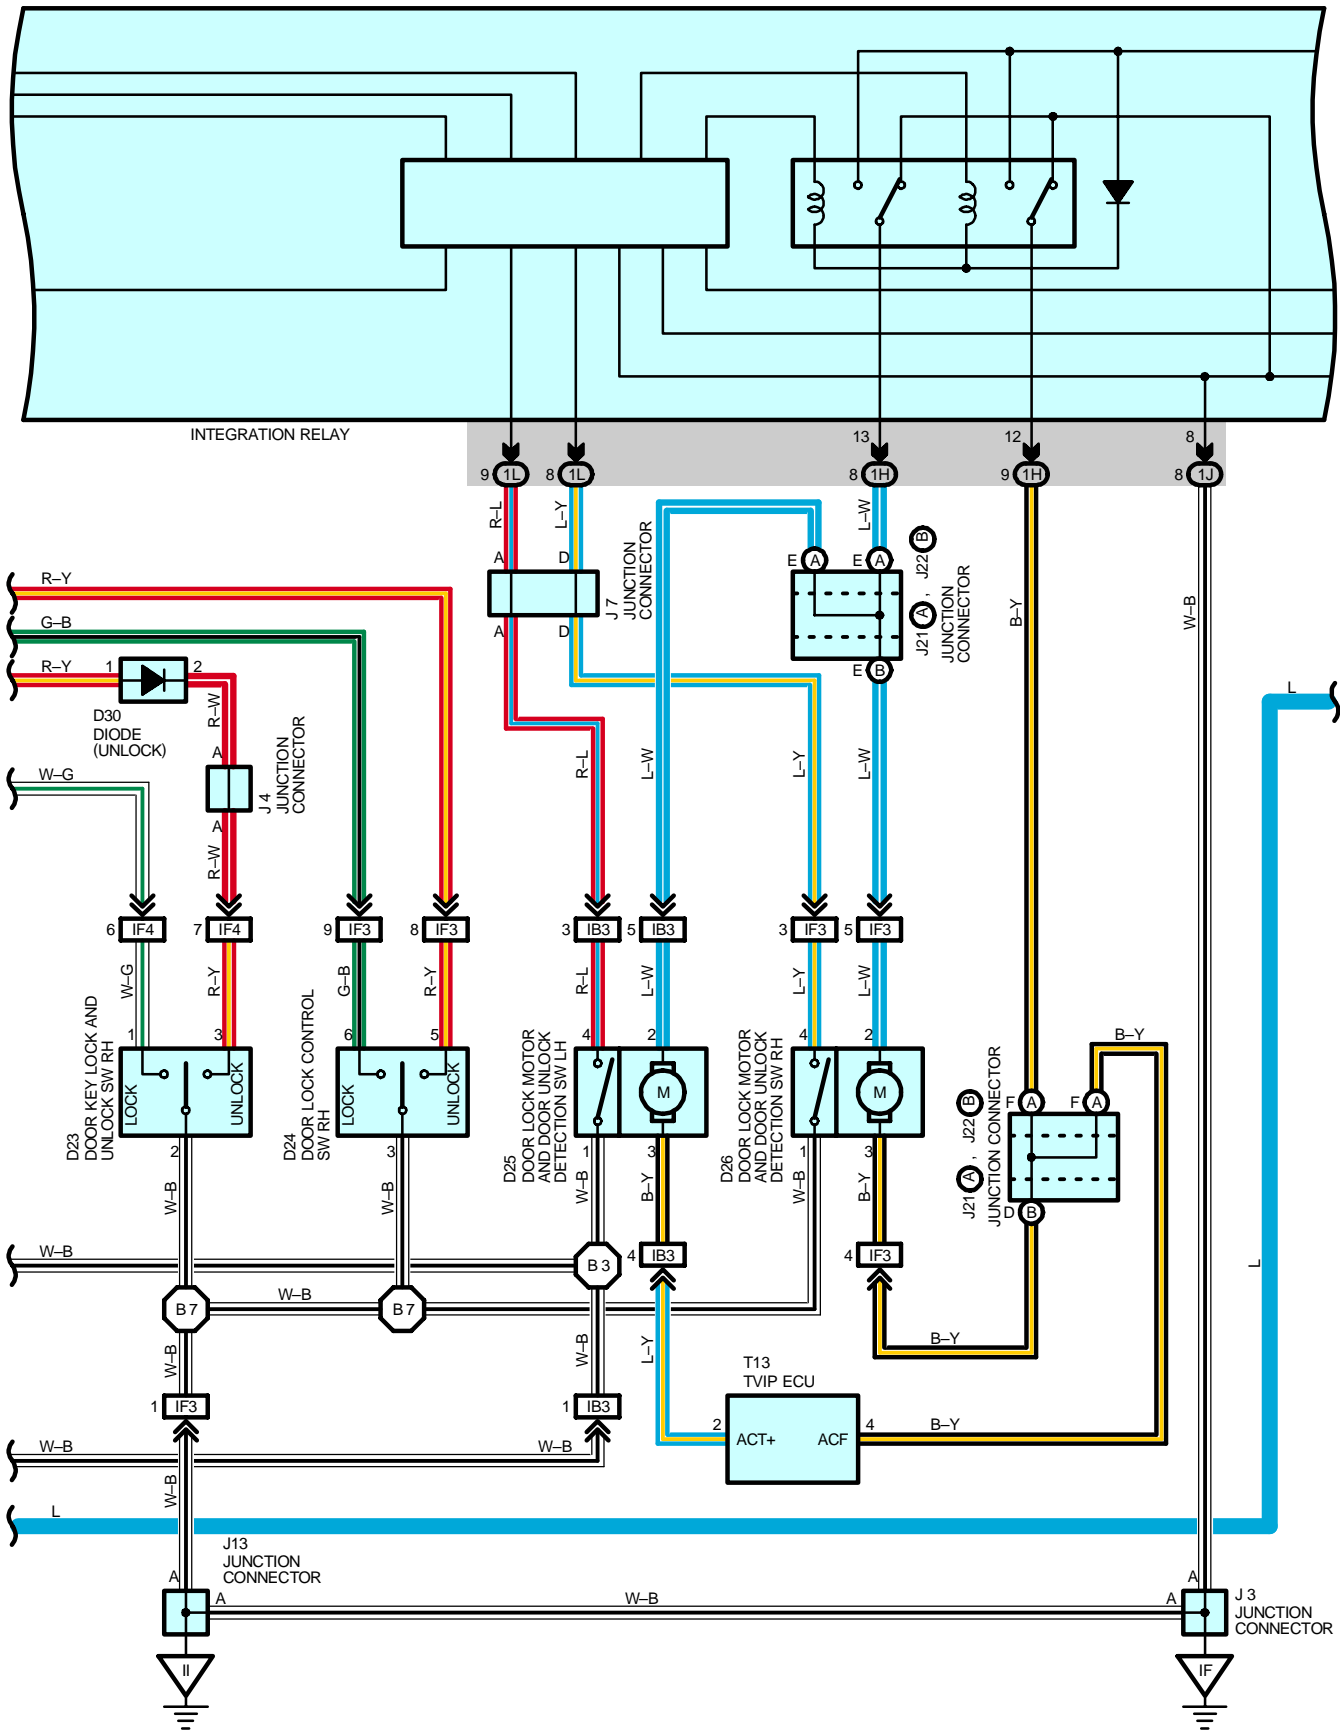 INTEGRATION RELAY
13
12
8
9 1L
8 1L
8 1H
9 1H
8 1J
R–L
L–Y
L–W
A
D
E A
E A
J 7
JUNCTION
CONNECTOR
J21 A , J22 B
JUNCTION
CONNECTOR
R–Y
G–B
R–Y
1
2
A
D
E B
B–Y
W–B
D30
DIODE
(UNLOCK)
R–W
L
A
J 4
JUNCTION
CONNECTOR
W–G
A
R–W
R–L
L–W
L–Y
L–W
6 IF4
7 IF4
9 IF3
8 IF3
3 IB3
5 IB3
3 IF3
5 IF3
W–G
R–Y
G–B
R–Y
R–L
L–W
L–Y
L–W
1
3
6
5
4
2
4
2
B–Y
D23
DOOR KEY LOCK AND
UNLOCK SW RH
LOCK
UNLOCK
D24
DOOR LOCK CONTROL
SW RH
LOCK
UNLOCK
D25
DOOR LOCK MOTOR
AND DOOR UNLOCK
DETECTION SW LH
M
D26
DOOR LOCK MOTOR
AND DOOR UNLOCK
DETECTION SW RH
M
J21 A , J22 B
JUNCTION CONNECTOR
F A
F A
D B
2
3
1
3
1
3
W–B
W–B
W–B
B–Y
W–B
B–Y
W–B
B 3
4 IB3
4 IF3
L
B 7
W–B
B 7
W–B
W–B
L–Y
B–Y
T13
TVIP ECU
1 IF3
1 IB3
2
ACT+
ACF
4
B–Y
W–B
W–B
W–B
L
J13
JUNCTION
CONNECTOR
A
A
W–B
A
A
J 3
JUNCTION
CONNECTOR
II
IF